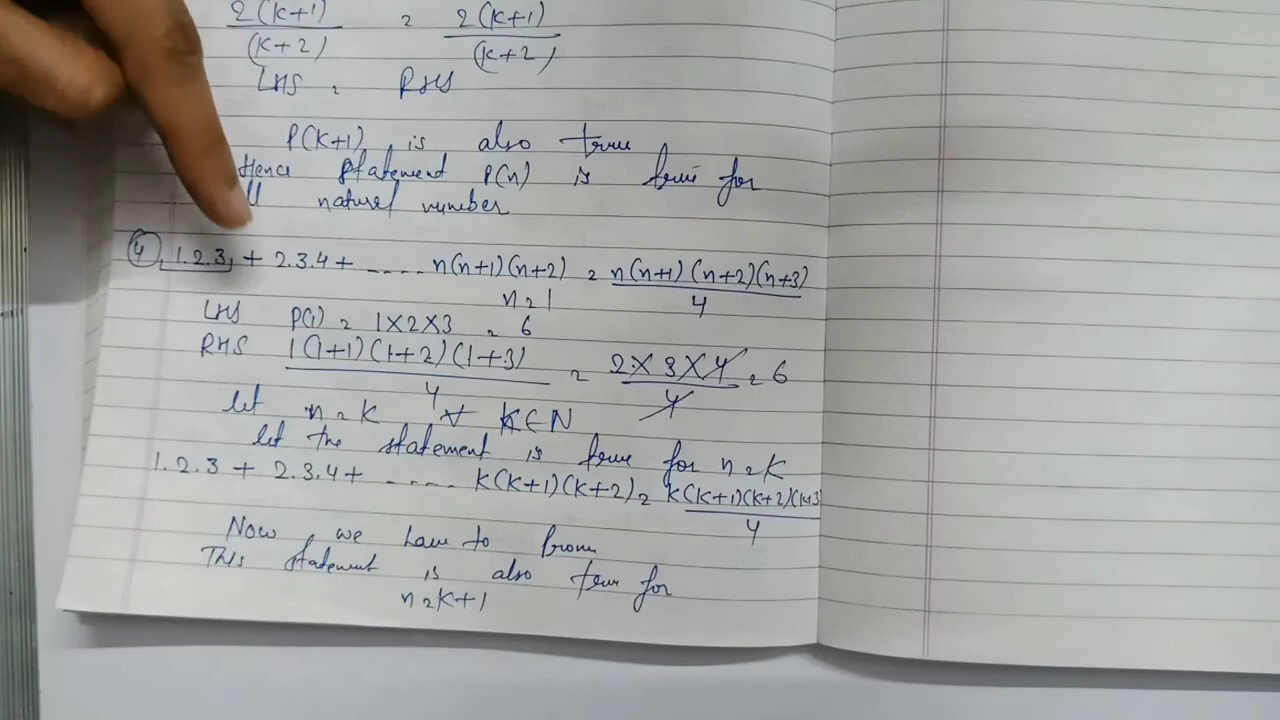 2(K+1) = 2(K+1)
(K+2) (K+2)
LHS = RHS
P(K+1) is also true
Hence statement P(n) is true for
natural number
④ 1.2.3 + 2.3.4 + ..... n(n+1)(n+2) = n(n+1)(n+2)(n+3)
4
n=1
LHS P(1) = 1×2×3 = 6
RHS 1(1+1)(1+2)(1+3) = 2×3×4 = 6
4 4
let n=K ∀ K∈N
let the statement is true for n=K
1.2.3 + 2.3.4 + ...... K(K+1)(K+2) = K(K+1)(K+2)(K+3
4
Now, we have to prove
This statement is also true for
n=K+1